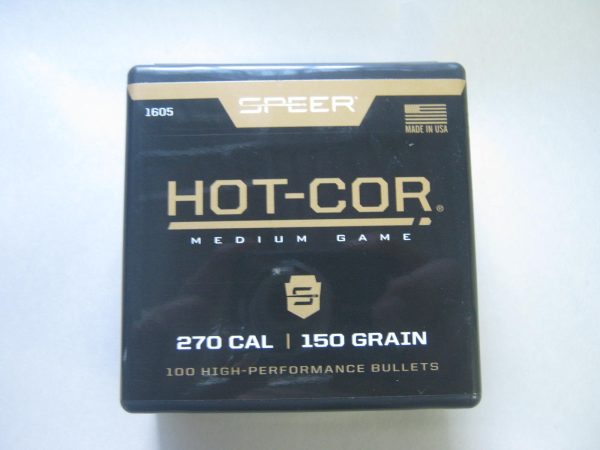 SPEER
1605
MADE IN USA
HOT-COR®
MEDIUM GAME
270 CAL | 150 GRAIN
100 HIGH-PERFORMANCE BULLETS